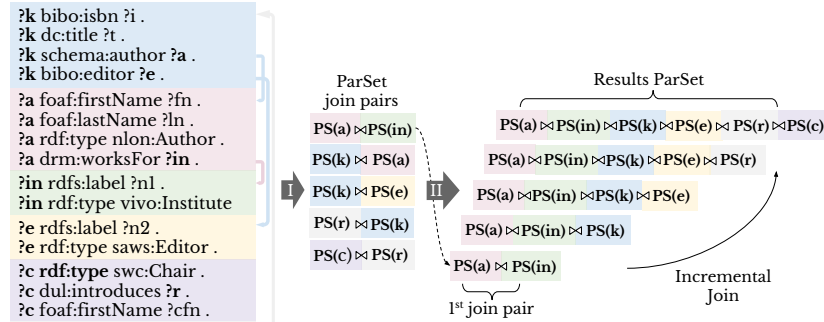 ?k bibo:isbn ?i .
?k dc:title ?t .
?k schema:author ?a .
?k bibo:editor ?e .
?a foaf:firstName ?fn .
?a foaf:lastName ?ln .
?a rdf:type nlon:Author .
?a drm:worksFor ?in .
?in rdfs:label ?n1 .
?in rdf:type vivo:Institute
?e rdfs:label ?n2 .
?e rdf:type saws:Editor .
?c rdf:type swc:Chair .
?c dul:introduces ?r .
?c foaf:firstName ?cfn .
I
ParSet
join pairs
PS(a) ⋈ PS(in)
PS(k) ⋈ PS(a)
PS(k) ⋈ PS(e)
PS(r) ⋈ PS(k)
PS(c) ⋈ PS(r)
II
Results ParSet
PS(a) ⋈ PS(in) ⋈ PS(k) ⋈ PS(e) ⋈ PS(r) ⋈ PS(c)
PS(a) ⋈ PS(in) ⋈ PS(k) ⋈ PS(e) ⋈ PS(r)
PS(a) ⋈ PS(in) ⋈ PS(k) ⋈ PS(e)
PS(a) ⋈ PS(in) ⋈ PS(k)
PS(a) ⋈ PS(in)
1st join pair
Incremental
Join